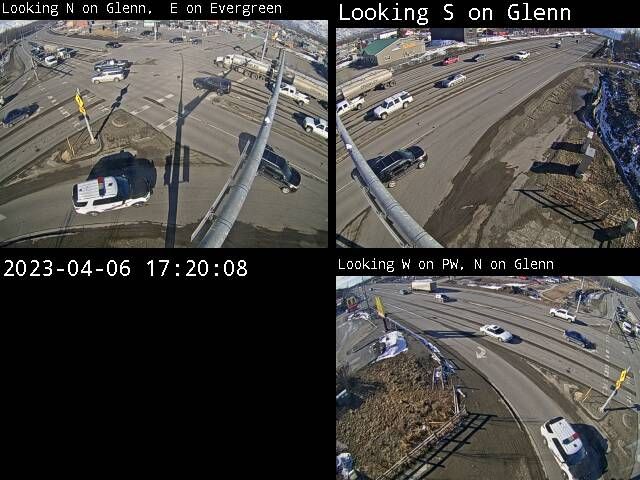 Looking N on Glenn,  E on Evergreen
Looking S on Glenn
2023-04-06 17:20:08
Looking W on PW, N on Glenn